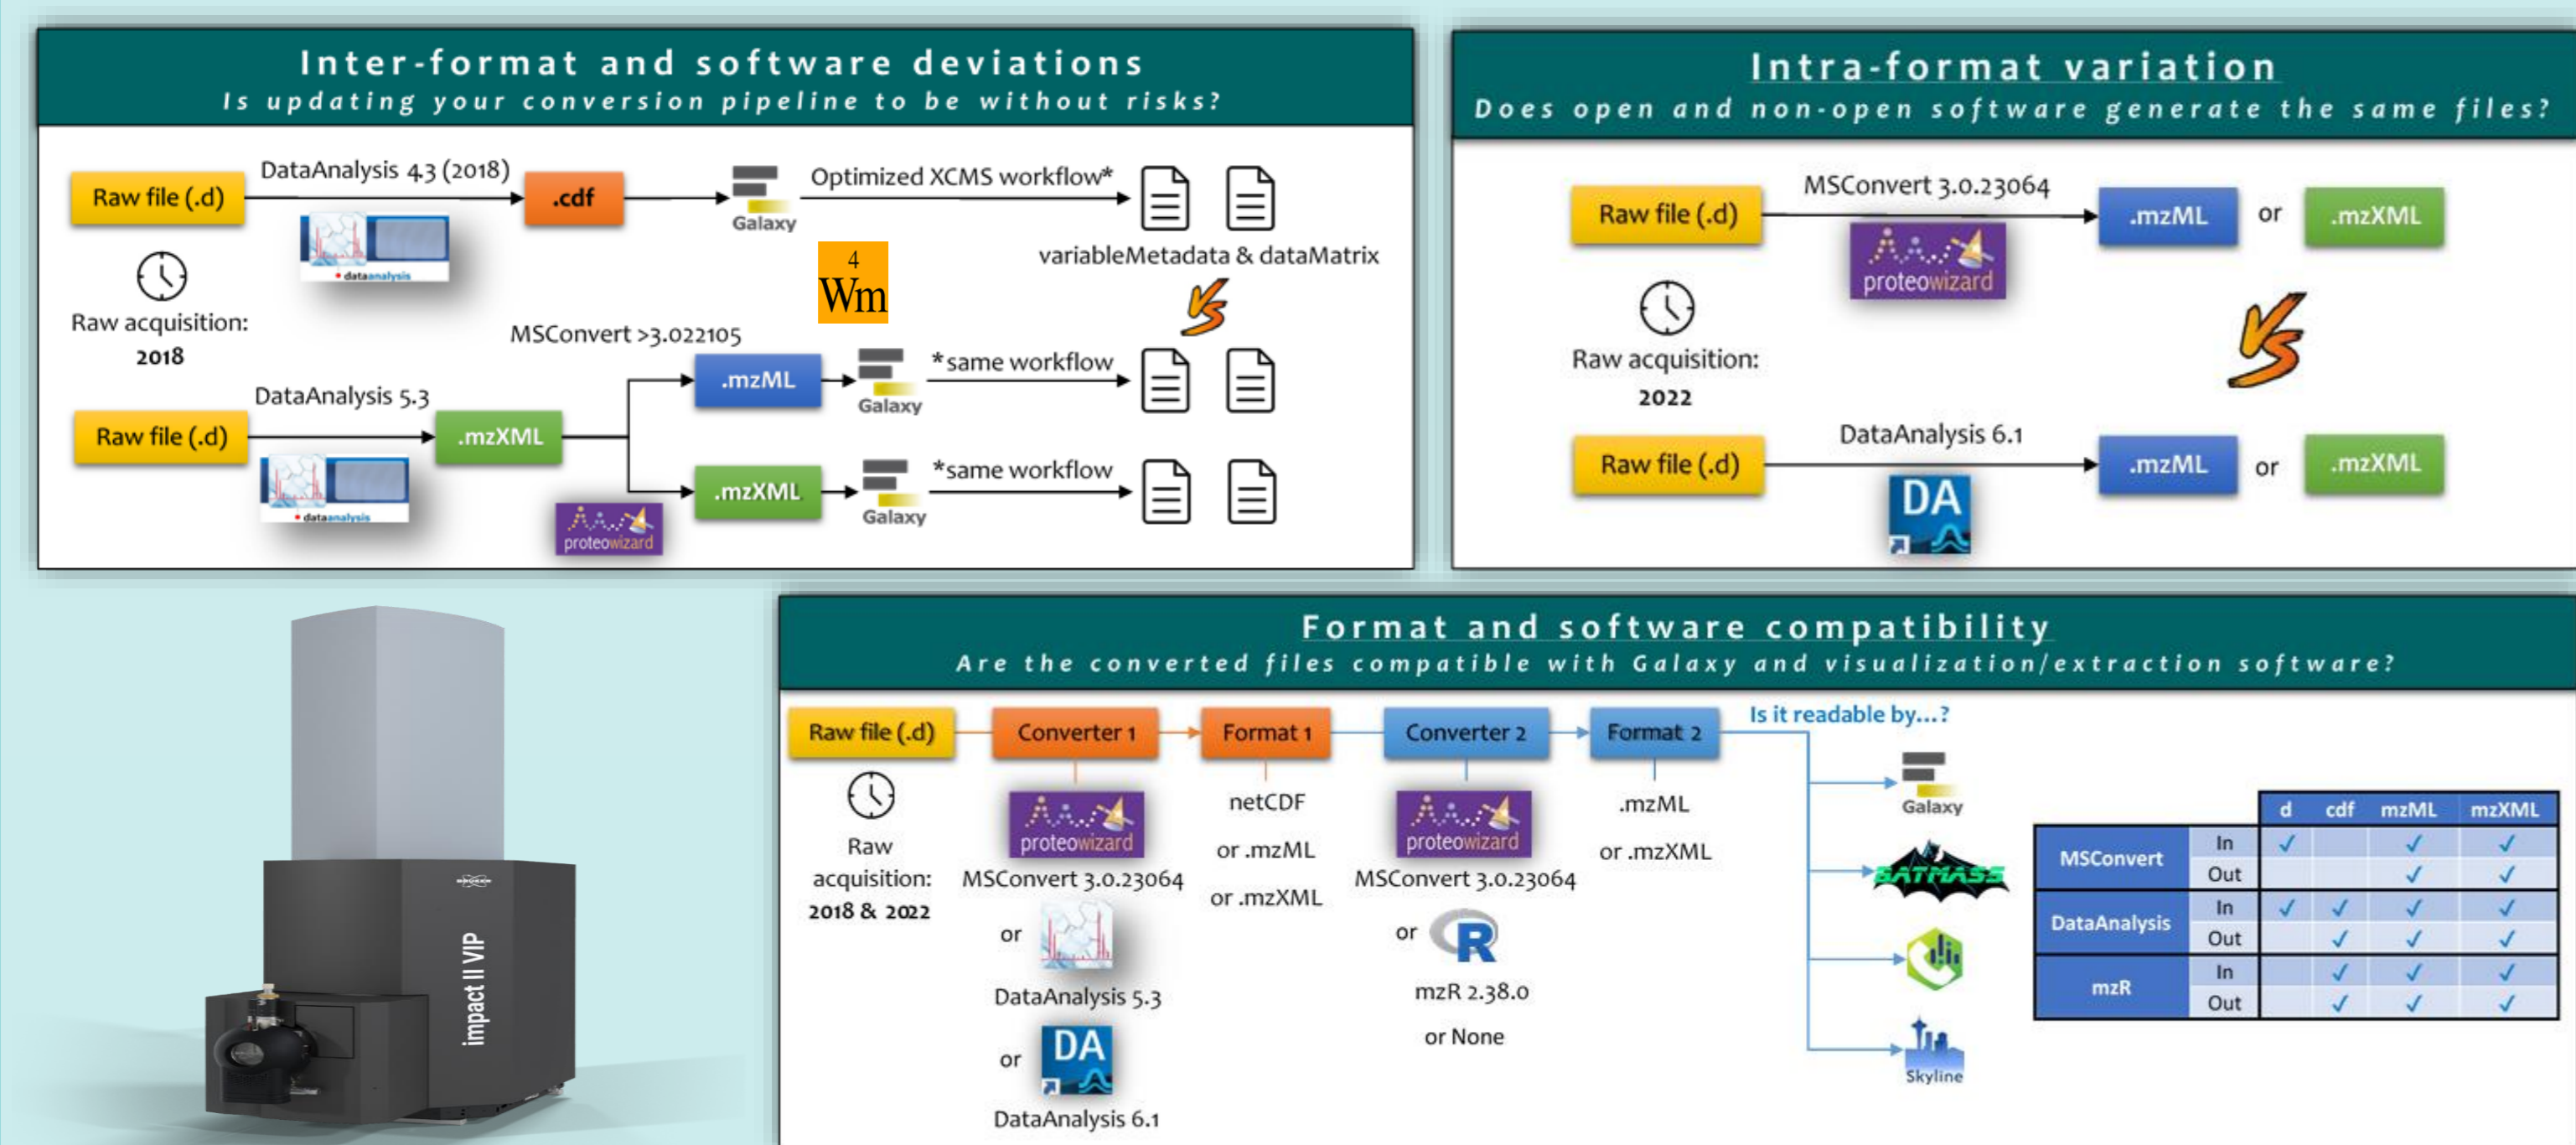 Inter-format and software deviations
Is updating your conversion pipeline to be without risks?
Raw file (.d)
DataAnalysis 4.3 (2018)
dataanalysis
.cdf
Galaxy
Optimized XCMS workflow*
variableMetadata & dataMatrix
Raw acquisition:
2018
4
Wm
VS
MSConvert >3.022105
Raw file (.d)
DataAnalysis 5.3
dataanalysis
.mzXML
proteowizard
.mzML
Galaxy
*same workflow
.mzXML
Galaxy
*same workflow
Intra-format variation
Does open and non-open software generate the same files?
Raw file (.d)
MSConvert 3.0.23064
proteowizard
.mzML
or
.mzXML
Raw acquisition:
2022
VS
Raw file (.d)
DataAnalysis 6.1
DA
.mzML
or
.mzXML
impact II VIP
Format and software compatibility
Are the converted files compatible with Galaxy and visualization/extraction software?
Raw file (.d)
Converter 1
Format 1
Converter 2
Format 2
Is it readable by...?
Raw
acquisition:
2018 & 2022
proteowizard
MSConvert 3.0.23064
or
DataAnalysis 5.3
or
DA
DataAnalysis 6.1
netCDF
or .mzML
or .mzXML
proteowizard
MSConvert 3.0.23064
or
R
mzR 2.38.0
or None
.mzML
or .mzXML
Galaxy
BATMASS
Skyline
d cdf mzML mzXML
MSConvert
In ✓ ✓ ✓
Out ✓ ✓
DataAnalysis
In ✓ ✓ ✓ ✓
Out ✓ ✓ ✓
mzR
In ✓ ✓ ✓
Out ✓ ✓ ✓